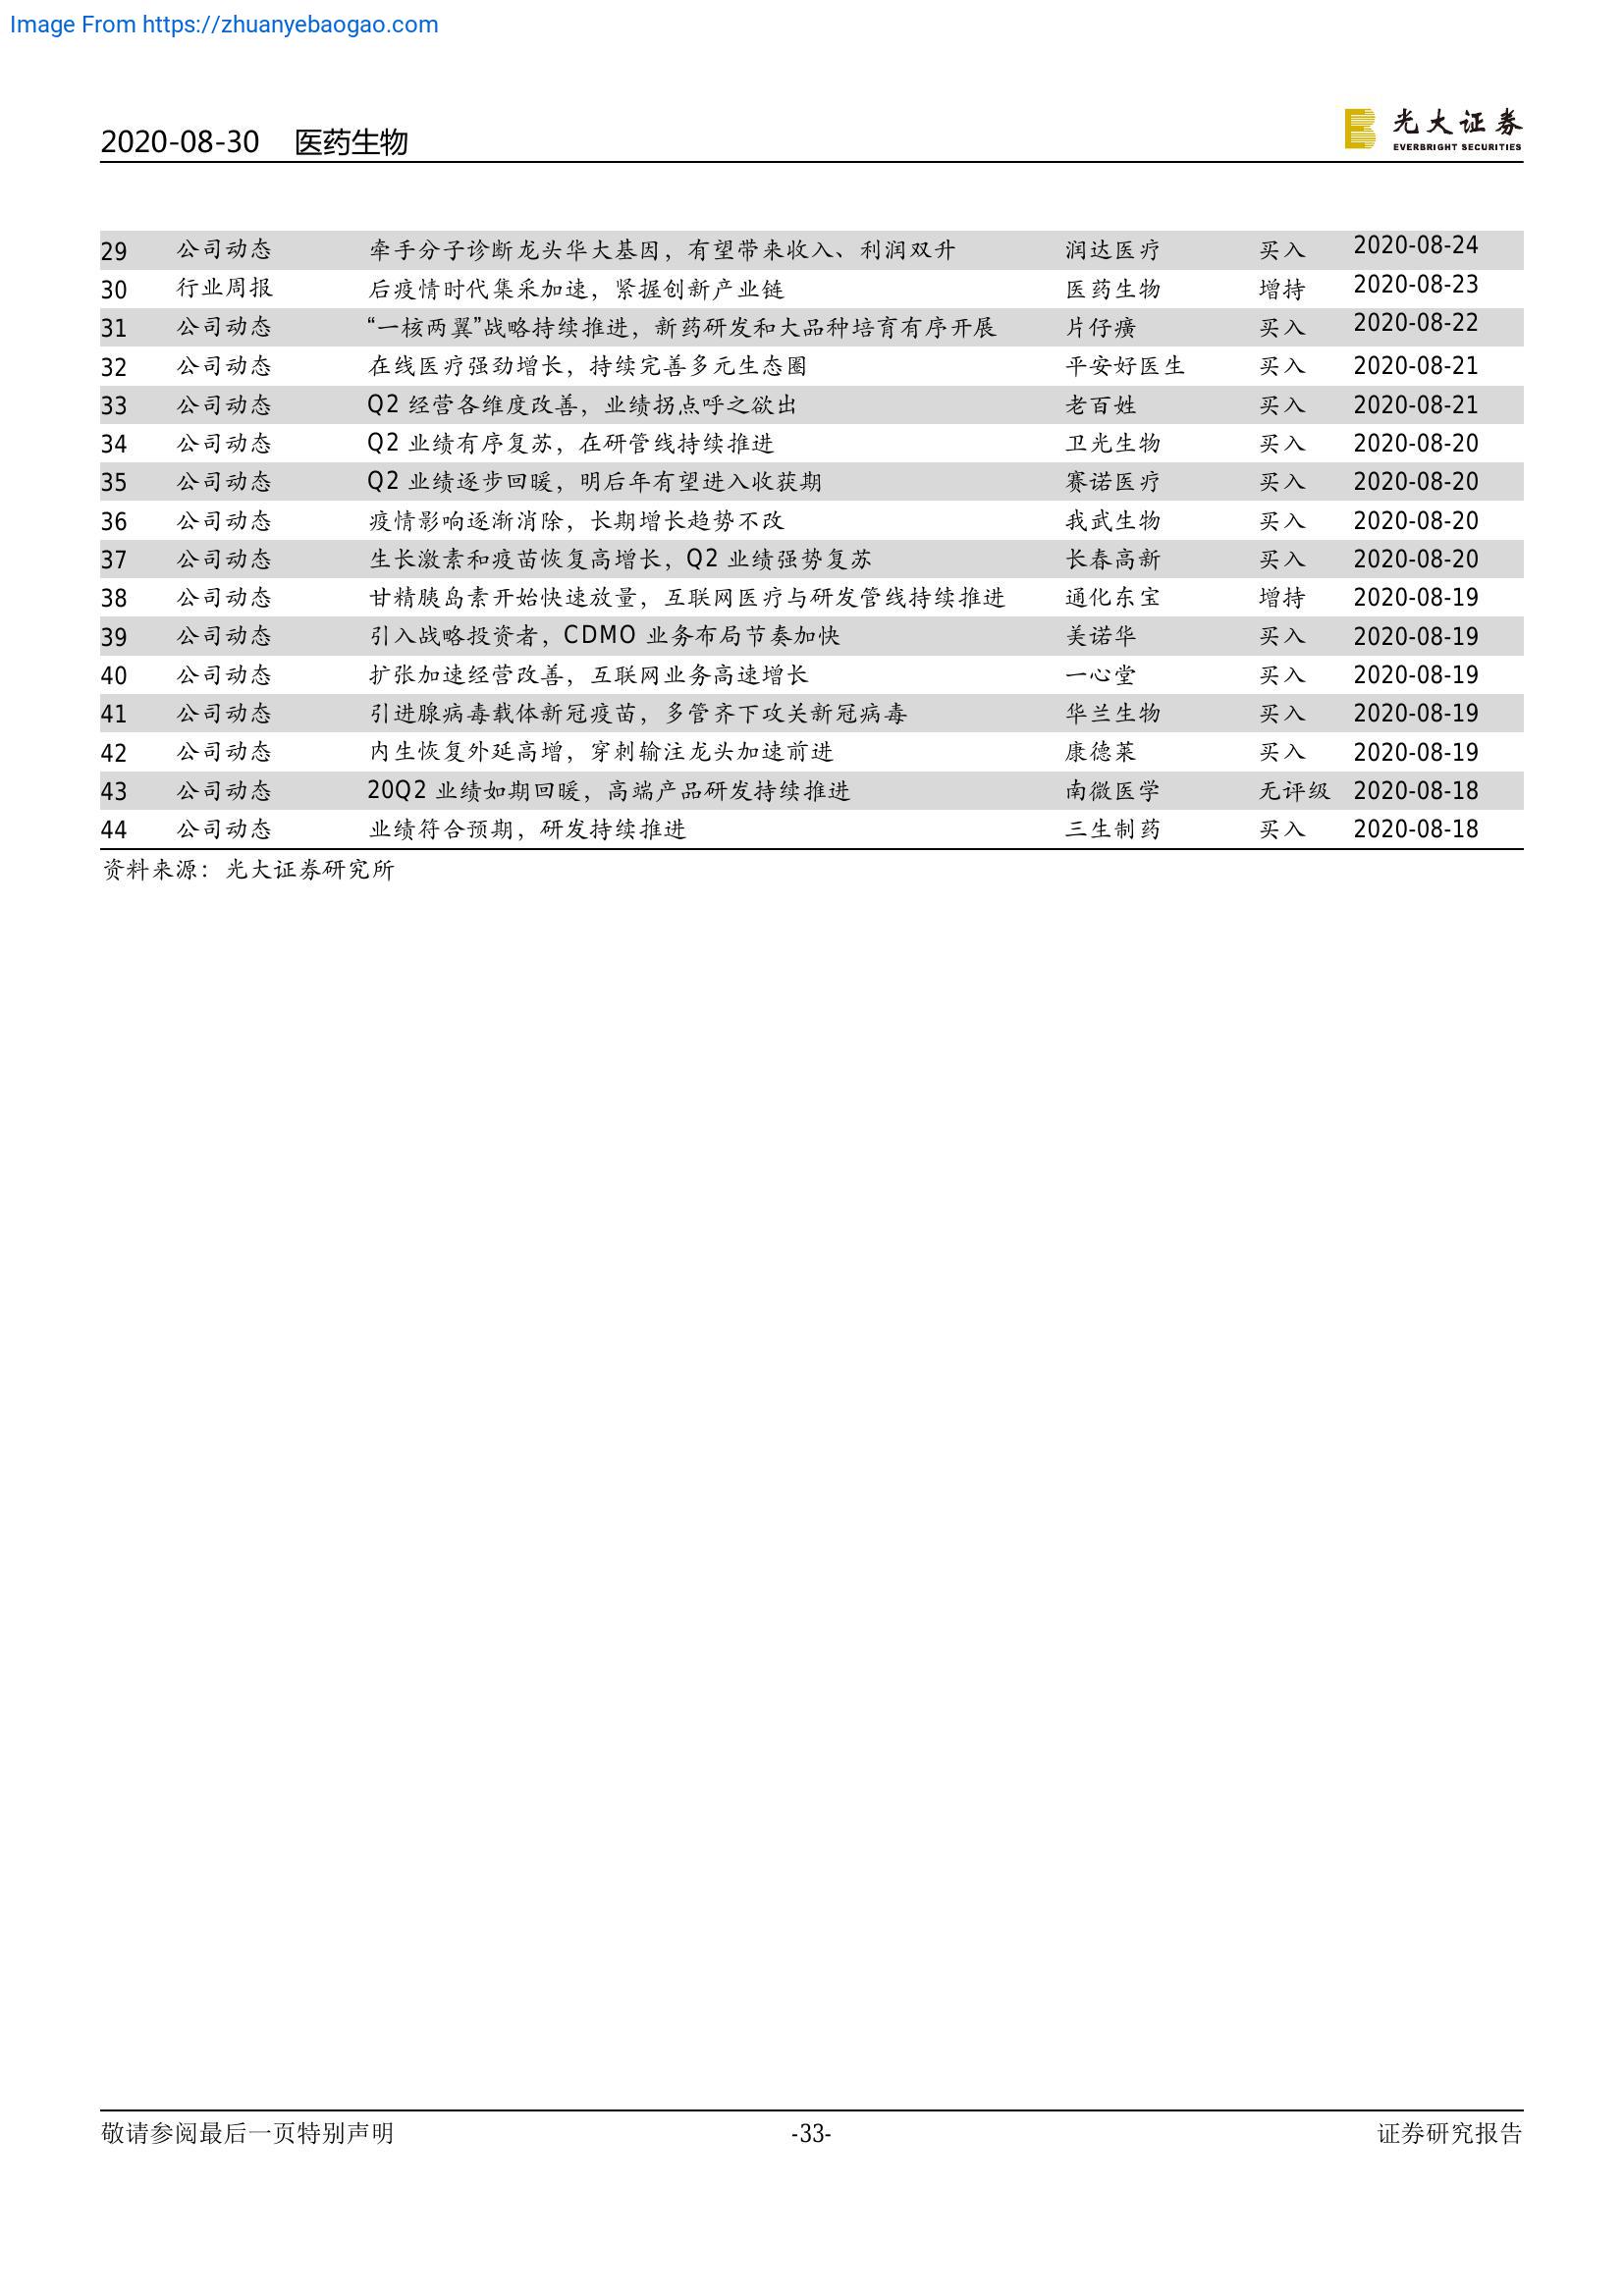 Image From https://zhuanyebaogao.com
2020-08-30 医药生物
光大证券
EVERBRIGHT SECURITIES
29 公司动态 牵手分子诊断龙头华大基因，有望带来收入、利润双升 润达医疗 买入 2020-08-24
30 行业周报 后疫情时代集采加速，紧握创新产业链 医药生物 增持 2020-08-23
31 公司动态 “一核两翼”战略持续推进，新药研发和大品种培育有序开展 片仔癀 买入 2020-08-22
32 公司动态 在线医疗强劲增长，持续完善多元生态圈 平安好医生 买入 2020-08-21
33 公司动态 Q2 经营各维度改善，业绩拐点呼之欲出 老百姓 买入 2020-08-21
34 公司动态 Q2 业绩有序复苏，在研管线持续推进 卫光生物 买入 2020-08-20
35 公司动态 Q2 业绩逐步回暖，明后年有望进入收获期 赛诺医疗 买入 2020-08-20
36 公司动态 疫情影响逐渐消除，长期增长趋势不改 我武生物 买入 2020-08-20
37 公司动态 生长激素和疫苗恢复高增长，Q2 业绩强势复苏 长春高新 买入 2020-08-20
38 公司动态 甘精胰岛素开始快速放量，互联网医疗与研发管线持续推进 通化东宝 增持 2020-08-19
39 公司动态 引入战略投资者，CDMO 业务布局节奏加快 美诺华 买入 2020-08-19
40 公司动态 扩张加速经营改善，互联网业务高速增长 一心堂 买入 2020-08-19
41 公司动态 引进腺病毒载体新冠疫苗，多管齐下攻关新冠病毒 华兰生物 买入 2020-08-19
42 公司动态 内生恢复外延高增，穿刺输注龙头加速前进 康德莱 买入 2020-08-19
43 公司动态 20Q2 业绩如期回暖，高端产品研发持续推进 南微医学 无评级 2020-08-18
44 公司动态 业绩符合预期，研发持续推进 三生制药 买入 2020-08-18
资料来源：光大证券研究所
敬请参阅最后一页特别声明 -33- 证券研究报告